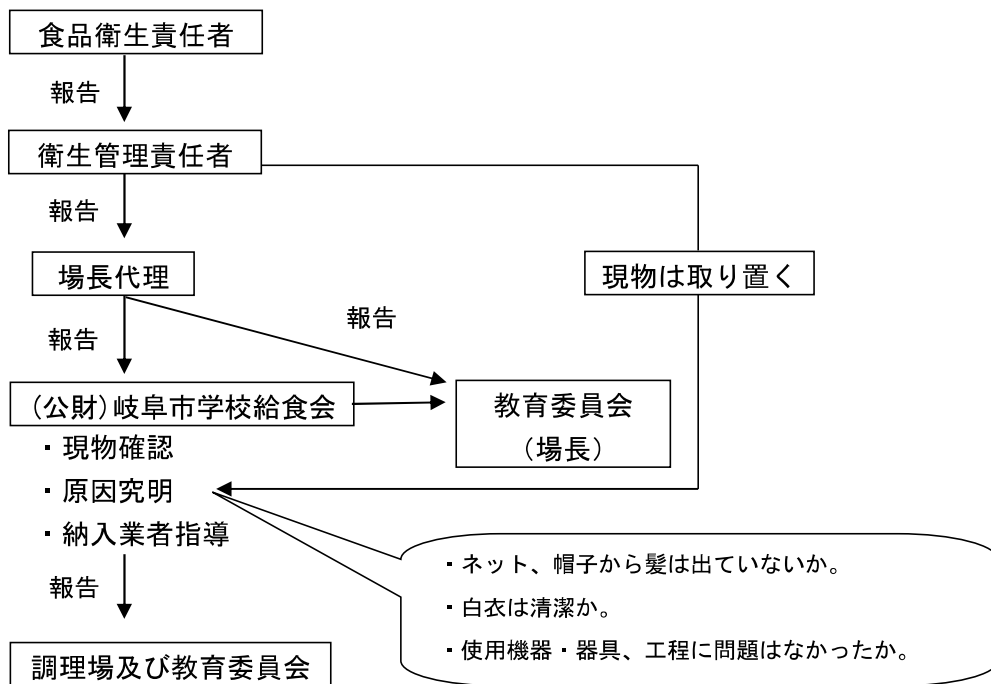 食品衛生責任者
報告
衛生管理責任者
報告
場長代理
現物は取り置く
報告
報告
(公財)岐阜市学校給食会
教育委員会
（場長）
・現物確認
・原因究明
・納入業者指導
・ネット、帽子から髪は出ていないか。
・白衣は清潔か。
・使用機器・器具、工程に問題はなかったか。
報告
調理場及び教育委員会